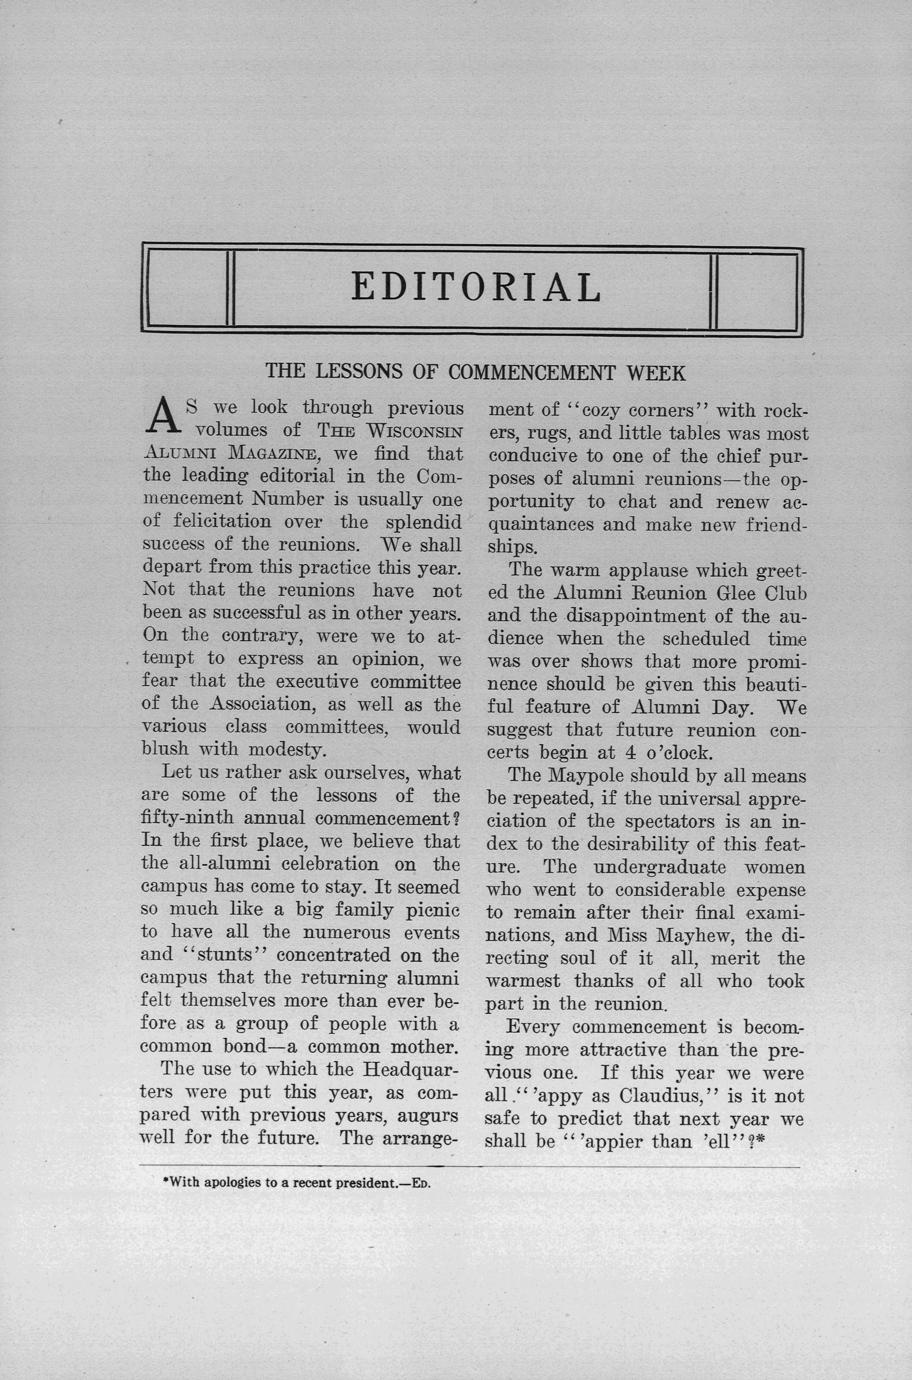 EDITORIAL
THE LESSONS OF COMMENCEMENT WEEK
AS we look through previous
volumes of THE WISCONSIN
ALUMNI MAGAZINE, we find that
the leading editorial in the Com-
mencement Number is usually one
of felicitation over the splendid
success of the reunions. We shall
depart from this practice this year.
Not that the reunions have not
been as successful as in other years.
On the contrary, were we to at-
tempt to express an opinion, we
fear that the executive committee
of the Association, as well as the
various class committees, would
blush with modesty.
Let us rather ask ourselves, what
are some of the lessons of the
fifty-ninth annual commencement?
In the first place, we believe that
the all-alumni celebration on the
campus has come to stay. It seemed
so much like a big family picnic
to have all the numerous events
and “stunts” concentrated on the
campus that the returning alumni
felt themselves more than ever be-
fore as a group of people with a
common bond—a common mother.
The use to which the Headquar-
ters were put this year, as com-
pared with previous years, augurs
well for the future. The arrange-
ment of “cozy corners” with rock-
ers, rugs, and little tables was most
conducive to one of the chief pur-
poses of alumni reunions—the op-
portunity to chat and renew ac-
quaintances and make new friend-
ships.
The warm applause which greet-
ed the Alumni Reunion Glee Club
and the disappointment of the au-
dience when the scheduled time
was over shows that more promi-
nence should be given this beauti-
ful feature of Alumni Day. We
suggest that future reunion con-
certs begin at 4 o’clock.
The Maypole should by all means
be repeated, if the universal appre-
ciation of the spectators is an in-
dex to the desirability of this feat-
ure. The undergraduate women
who went to considerable expense
to remain after their final exami-
nations, and Miss Mayhew, the di-
recting soul of it all, merit the
warmest thanks of all who took
part in the reunion.
Every commencement is becom-
ing more attractive than the pre-
vious one. If this year we were
all “ ’appy as Claudius,” is it not
safe to predict that next year we
shall be “ ’appier than ’ell”?*
*With apologies to a recent president.—ED.